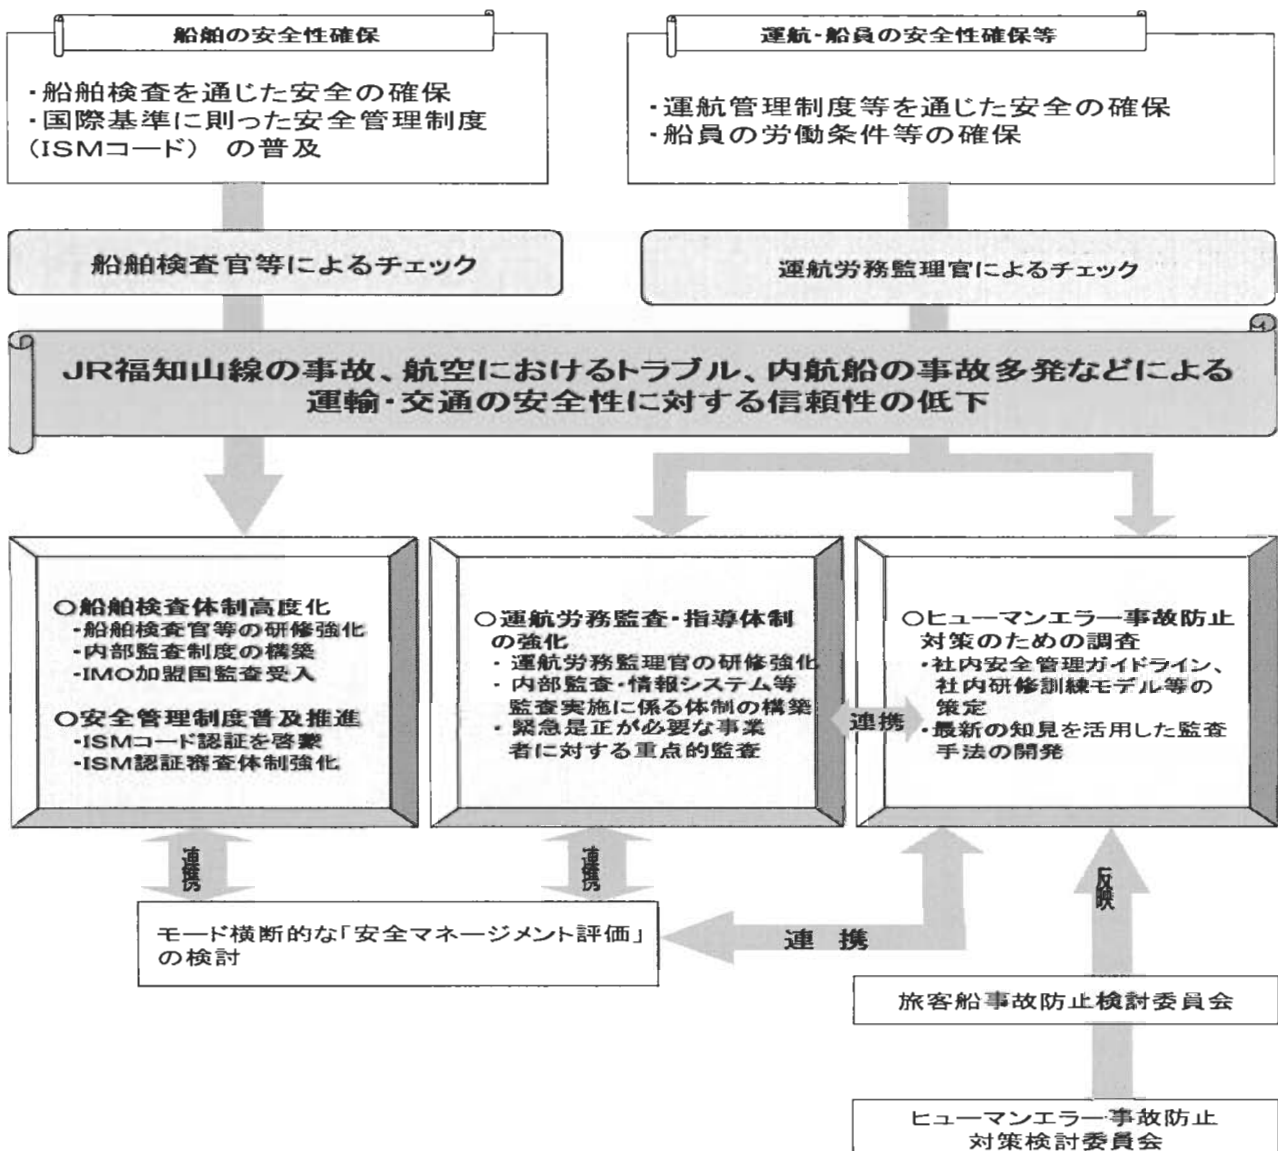 船舶の安全性確保
・船舶検査を通じた安全の確保
・国際基準に則った安全管理制度
(ISMコード) の普及
運航・船員の安全性確保等
・運航管理制度等を通じた安全の確保
・船員の労働条件等の確保
船舶検査官等によるチェック
運航労務監理官によるチェック
JR福知山線の事故、航空におけるトラブル、内航船の事故多発などによる
運輸・交通の安全性に対する信頼性の低下
○船舶検査体制高度化
・船舶検査官等の研修強化
・内部監査制度の構築
・IMO加盟国監査受入
○安全管理制度普及推進
・ISMコード認証を啓蒙
・ISM認証審査体制強化
○運航労務監査・指導体制
の強化
・運航労務監理官の研修強化
・内部監査・情報システム等
監査実施に係る体制の構築
・緊急是正が必要な事業
者に対する重点的監査
連携
○ヒューマンエラー事故防止
対策のための調査
・社内安全管理ガイドライン、
社内研修訓練モデル等の
策定
・最新の知見を活用した監査
手法の開発
連携
連携
反映
モード横断的な「安全マネージメント評価」
の検討
連 携
旅客船事故防止検討委員会
ヒューマンエラー事故防止
対策検討委員会